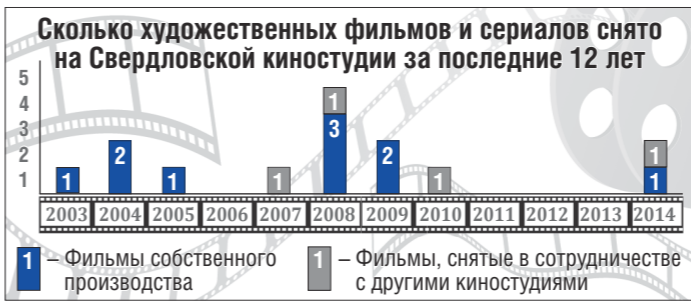 Сколько художественных фильмов и сериалов снято
на Свердловской киностудии за последние 12 лет
5
4
3
2
1
1
2
1
1
1
3
2
1
1
1
2003 2004 2005 2006 2007 2008 2009 2010 2011 2012 2013 2014
1 – Фильмы собственного
производства
1 – Фильмы, снятые в сотрудничестве
с другими киностудиями